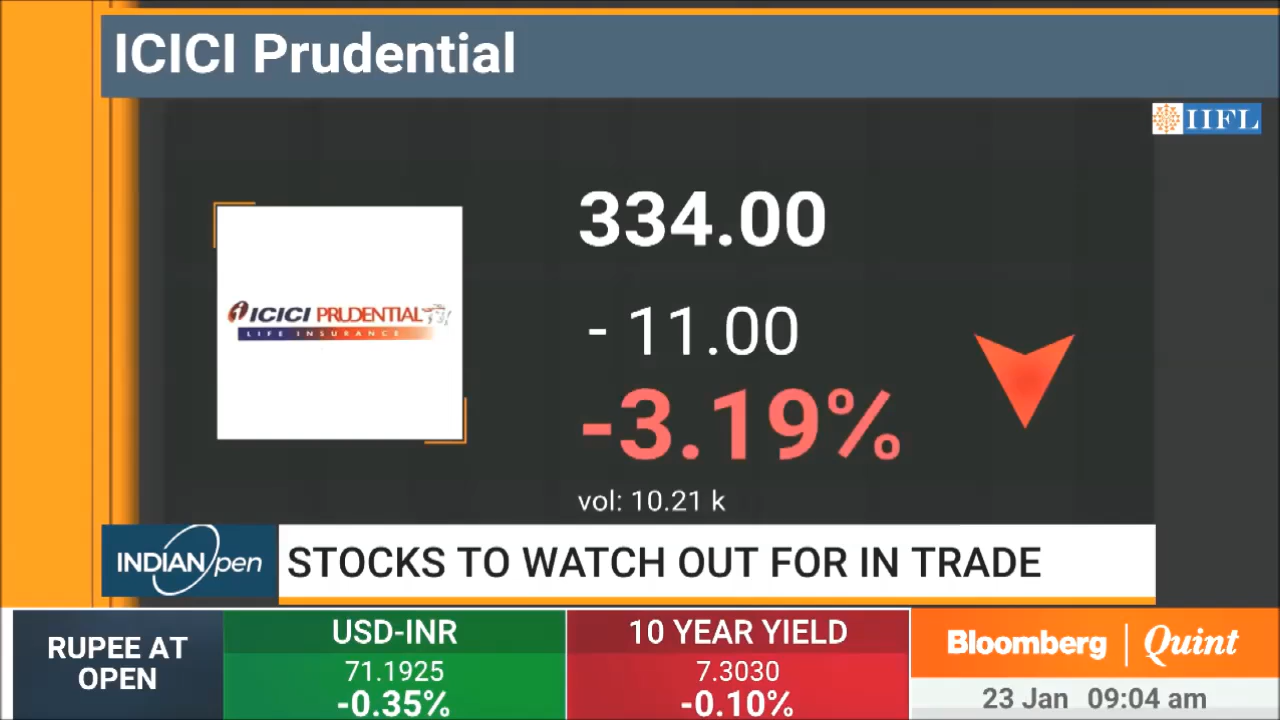 ICICI Prudential
IIFL
334.00
- 11.00
-3.19%
vol: 10.21 k
ICICI PRUDENTIAL
LIFE INSURANCE
INDIAN Open
STOCKS TO WATCH OUT FOR IN TRADE
RUPEE AT
OPEN
USD-INR
71.1925
-0.35%
10 YEAR YIELD
7.3030
-0.10%
Bloomberg | Quint
23 Jan 09:04 am